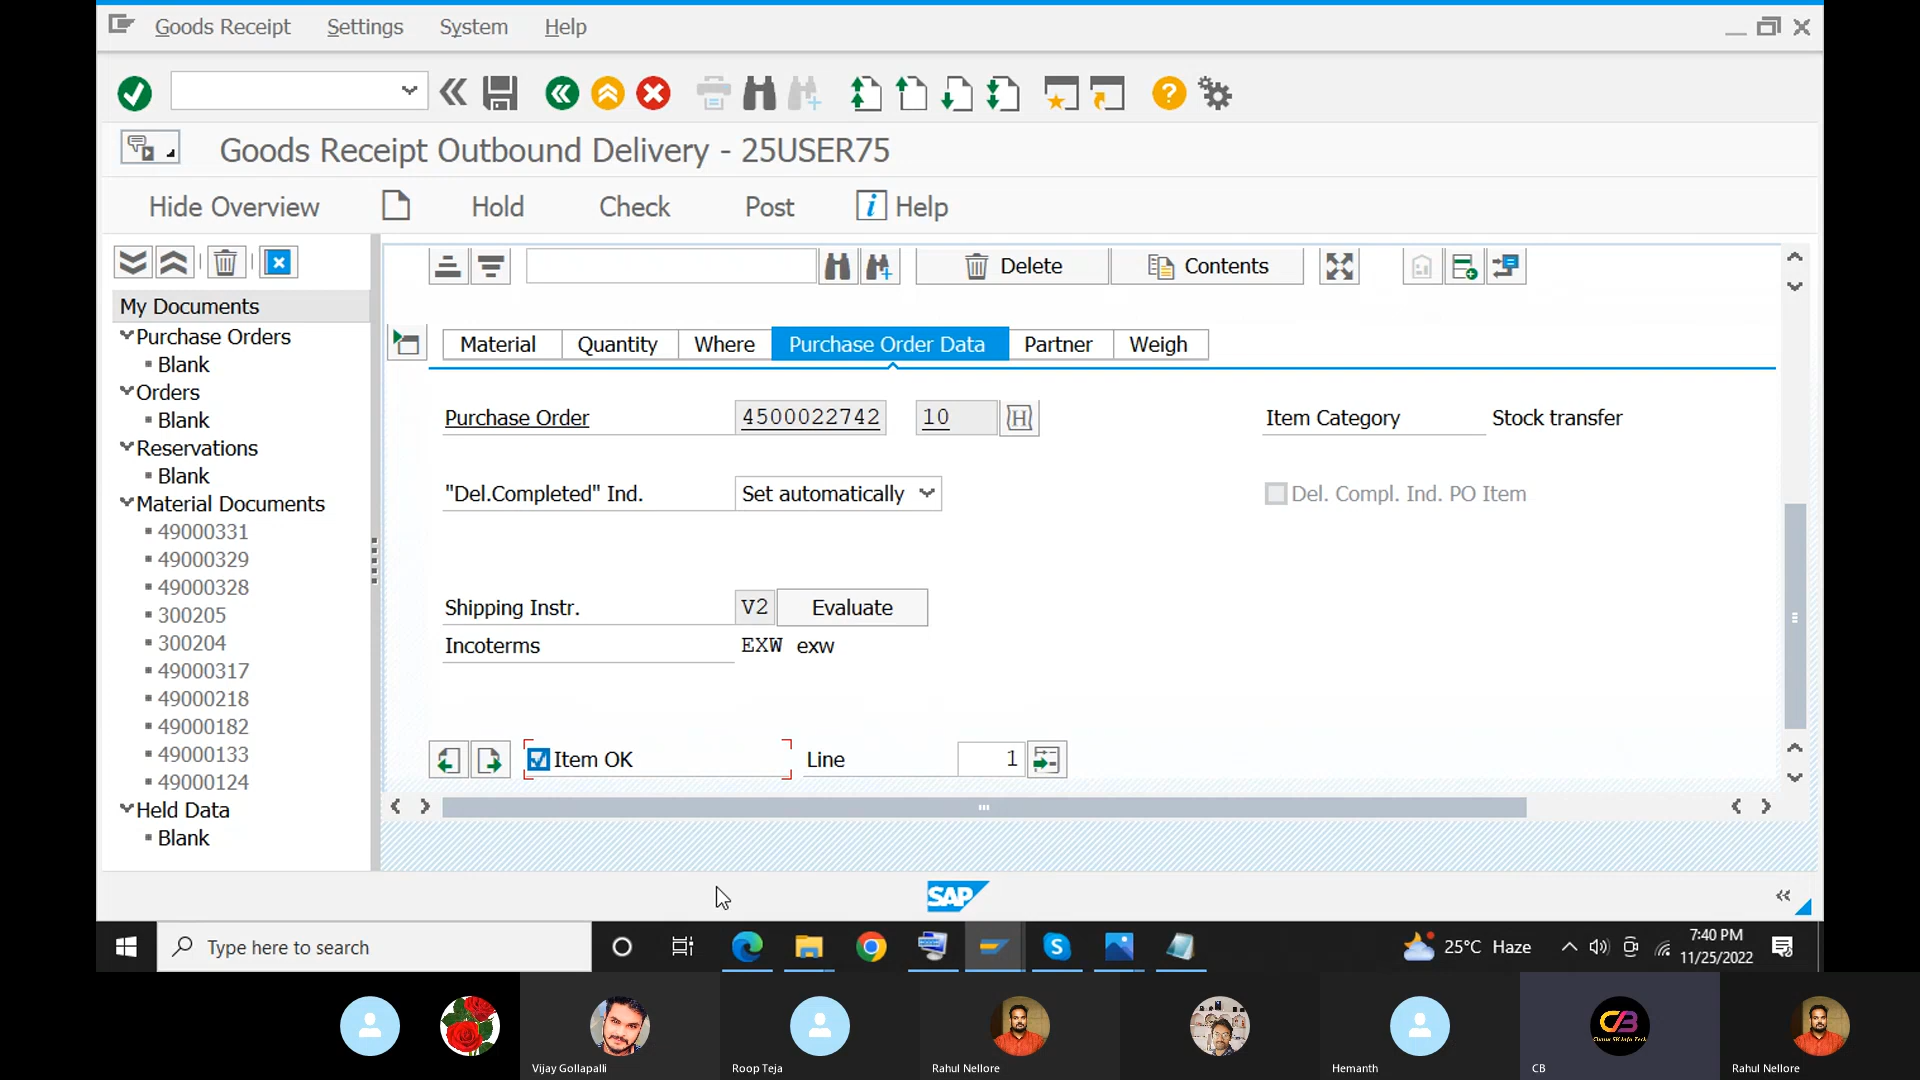 Goods Receipt Settings System Help
Goods Receipt Outbound Delivery - 25USER75
Hide Overview Hold Check Post Help
Delete Contents
My Documents
Purchase Orders
Blank
Orders
Blank
Reservations
Blank
Material Documents
49000331
49000329
49000328
300205
300204
49000317
49000218
49000182
49000133
49000124
Held Data
Blank
Material Quantity Where Purchase Order Data Partner Weigh
Purchase Order 4500022742 10 Item Category Stock transfer
"Del.Completed" Ind. Set automatically Del. Compl. Ind. PO Item
Shipping Instr. V2 Evaluate
Incoterms EXW exw
Item OK Line 1
SAP
Type here to search
25°C Haze
7:40 PM
11/25/2022
Vijay Gollapalli Roop Teja Rahul Nellore Hemanth CB Rahul Nellore